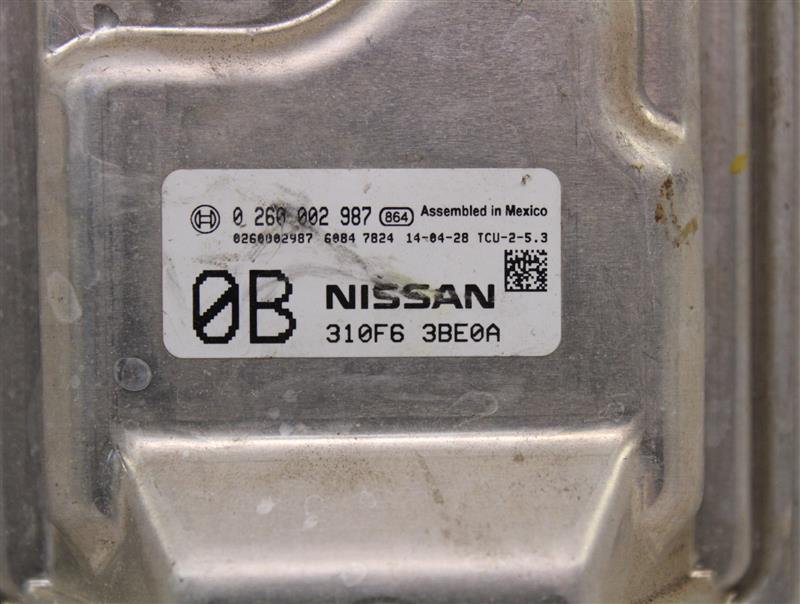 0 260 002 987 864 Assembled in Mexico
0260002987 6084 7824 14-04-28 TCU-2-5.3
0B NISSAN
310F6 3BE0A